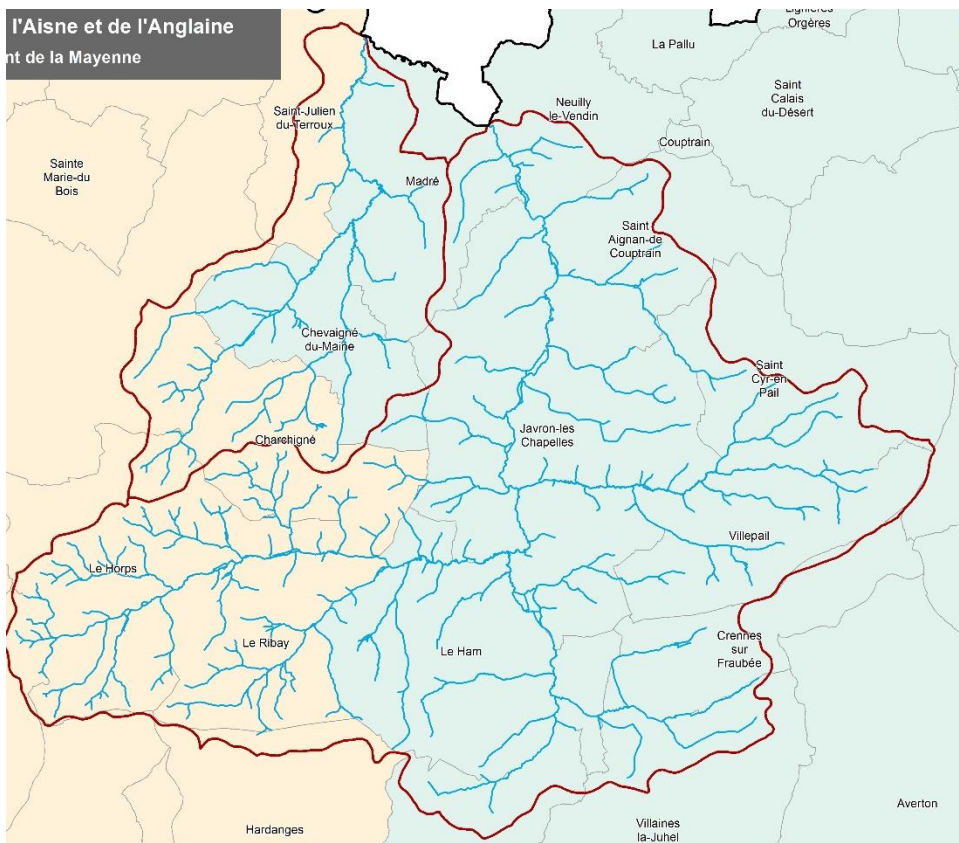 l'Aisne et de l'Anglaine
nt de la Mayenne
Orgères
La Pallu
Saint
Calais
du-Désert
Neuilly
le-Vendin
Saint-Julien
du-Terroux
Couptrain
Sainte
Marie-du
Bois
Madré
Saint
Aignan-de
Couptrain
Chevaigné
du-Maine
Saint
Cyr-en
Pail
Charchigné
Javron-les
Chapelles
Villepail
Le Horps
Le Ribay
Le Ham
Crennes
sur
Fraubée
Averton
Hardanges
Villaines
la-Juhel